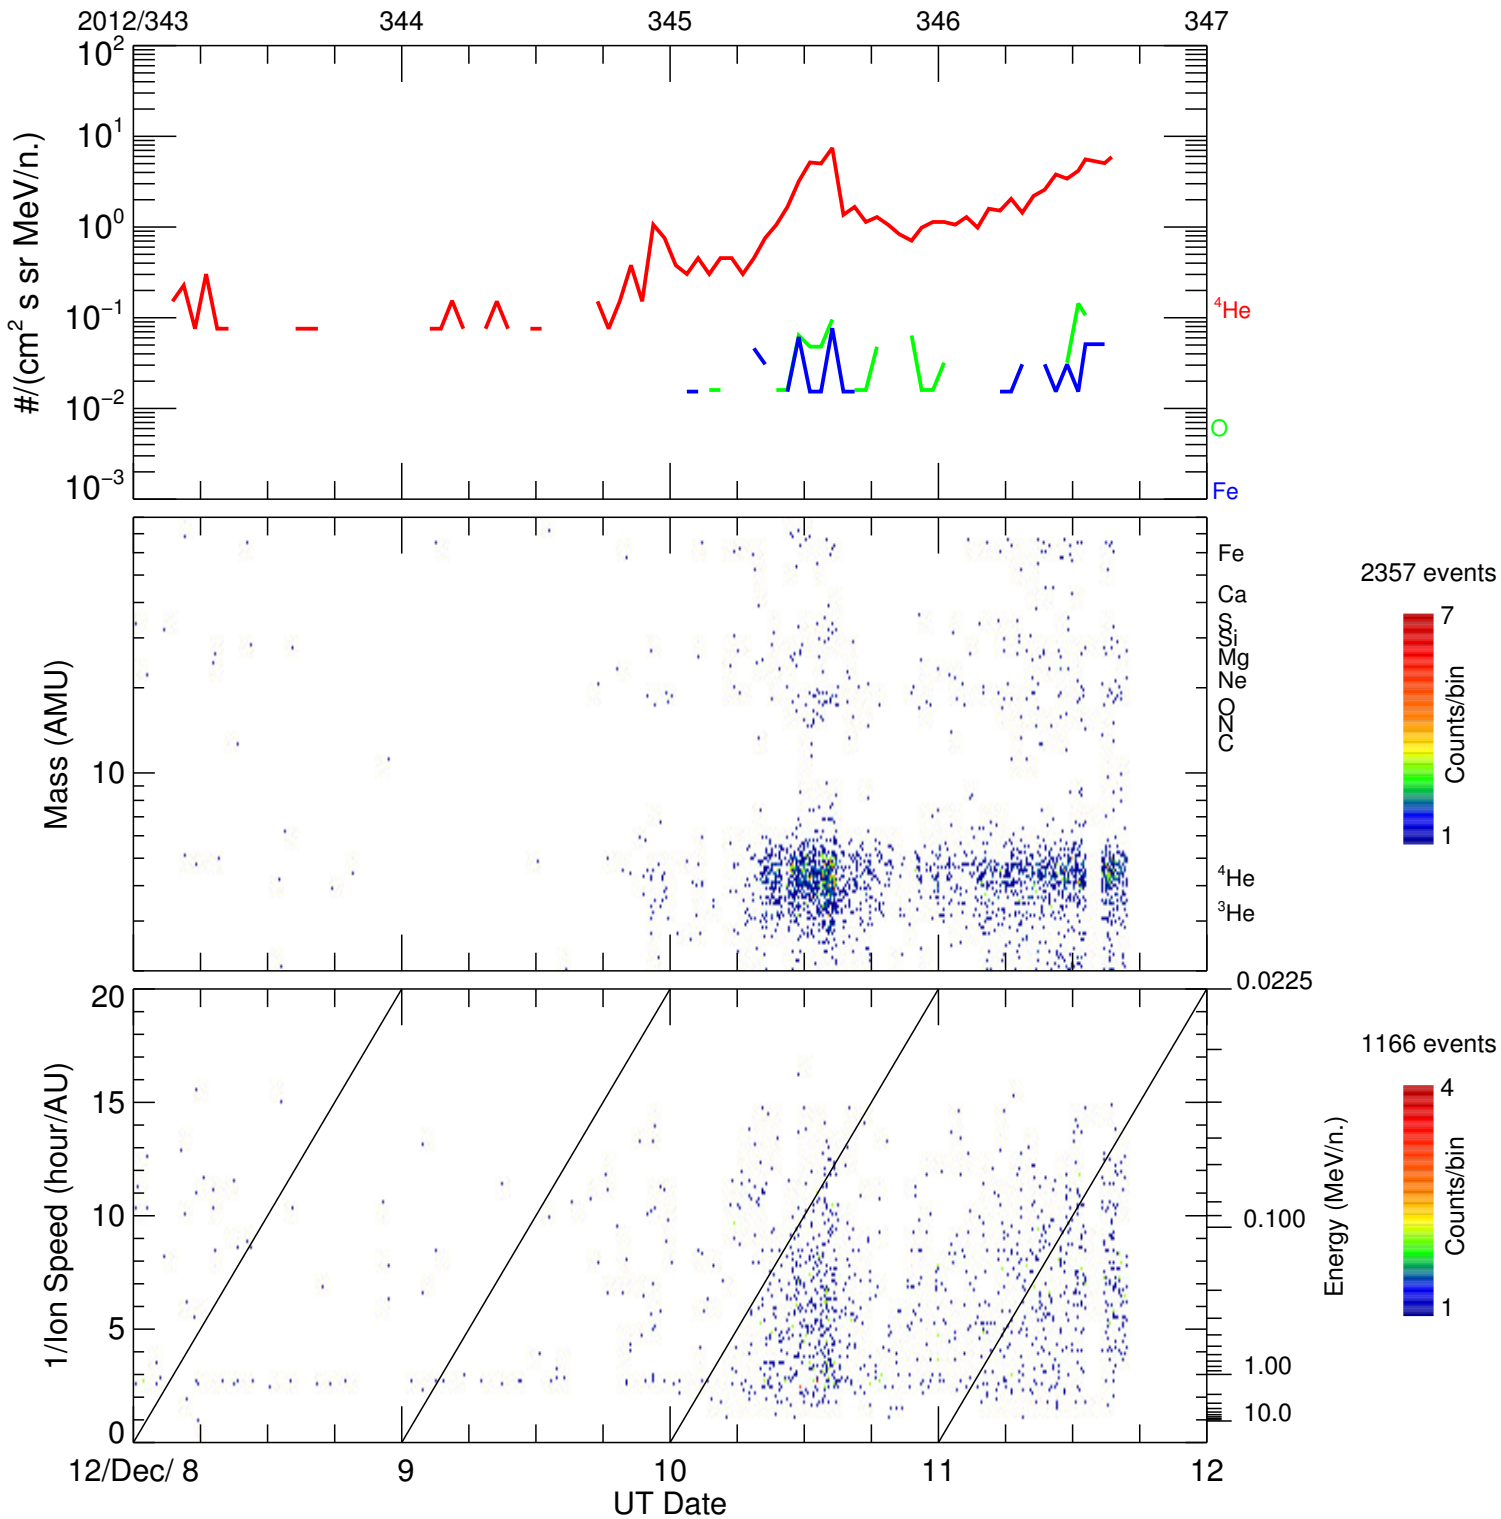 2012/343 344 345 346 347
10²
10¹
10⁰
10⁻¹
10⁻²
10⁻³
#/(cm² s sr MeV/n.)
⁴He
O
Fe
Mass (AMU)
10
Fe
Ca
S
Si
Mg
Ne
O
N
C
⁴He
³He
2357 events
7
Counts/bin
1
1/Ion Speed (hour/AU)
20
15
10
5
0
0.0225
0.100
1.00
10.0
Energy (MeV/n.)
1166 events
4
Counts/bin
1
12/Dec/ 8 9 10 11 12
UT Date